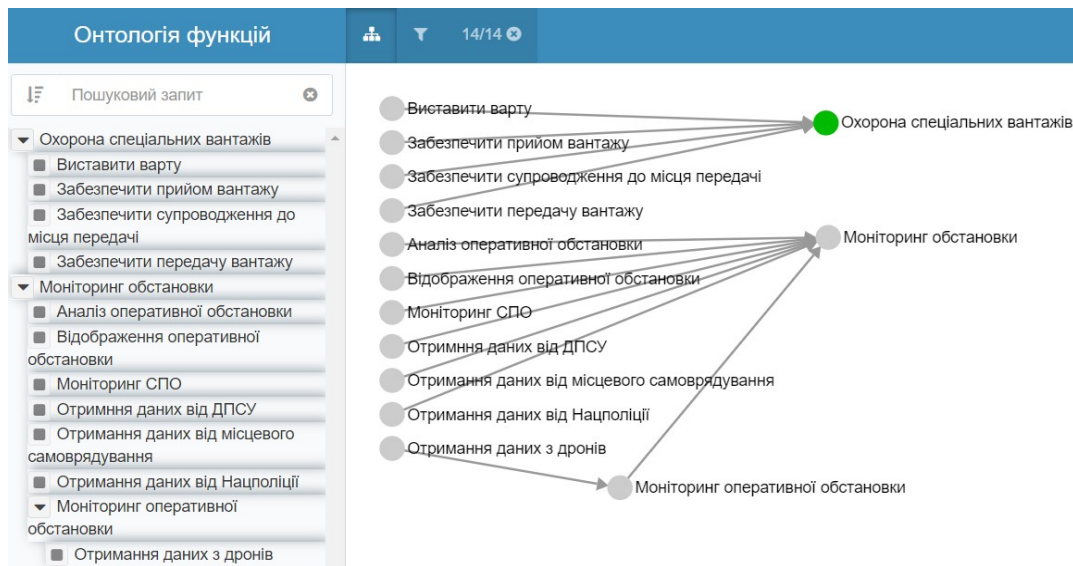 Онтологія функцій
14/14
Пошуковий запит
Охорона спеціальних вантажів
Виставити варту
Забезпечити прийом вантажу
Забезпечити супроводження до
місця передачі
Забезпечити передачу вантажу
Моніторинг обстановки
Аналіз оперативної обстановки
Відображення оперативної
обстановки
Моніторинг СПО
Отримння даних від ДПСУ
Отримання даних від місцевого
самоврядування
Отримання даних від Нацполіції
Моніторинг оперативної
обстановки
Отримання даних з дронів
Виставити варту
Забезпечити прийом вантажу
Забезпечити супроводження до місця передачі
Забезпечити передачу вантажу
Аналіз оперативної обстановки
Відображення оперативної обстановки
Моніторинг СПО
Отримння даних від ДПСУ
Отримання даних від місцевого самоврядування
Отримання даних від Нацполіції
Отримання даних з дронів
Охорона спеціальних вантажів
Моніторинг обстановки
Моніторинг оперативної обстановки